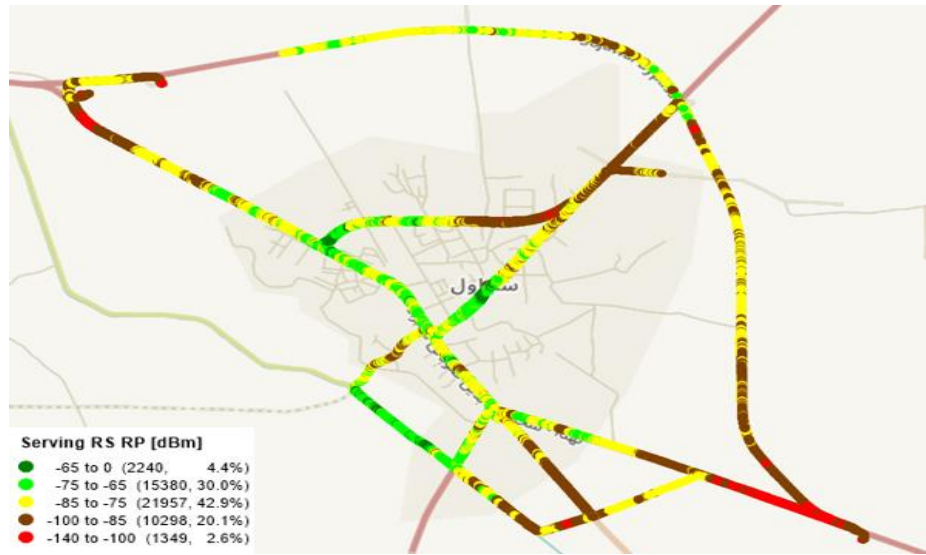 Serving RS RP [dBm]
-65 to 0 (2240, 4.4%)
-75 to -65 (15380, 30.0%)
-85 to -75 (21957, 42.9%)
-100 to -85 (10298, 20.1%)
-140 to -100 (1349, 2.6%)